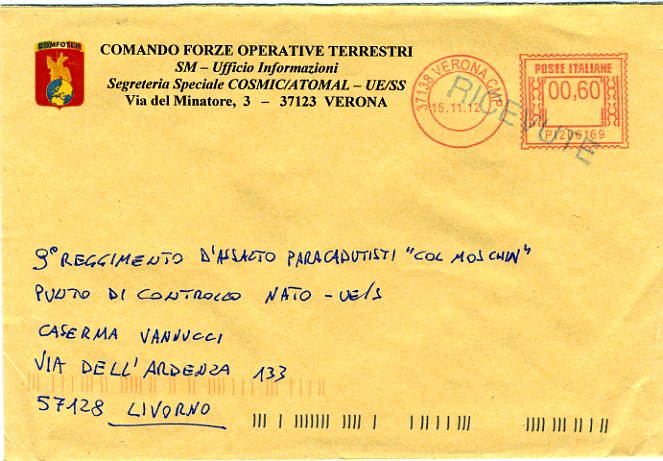 COMFOTER
COMANDO FORZE OPERATIVE TERRESTRI
SM – Ufficio Informazioni
Segreteria Speciale COSMIC/ATOMAL – UE/SS
Via del Minatore, 3 – 37123 VERONA
37138 VERONA CMP
15.11.12
RICEVUTE
POSTE ITALIANE
00,60
P1206169
9° REGGIMENTO D'ASSALTO PARACADUTISTI "COL MOSCHIN"
PUNTO DI CONTROLLO NATO - UE/S
CASERMA VANNUCCI
VIA DELL'ARDENZA 133
57128 LIVORNO